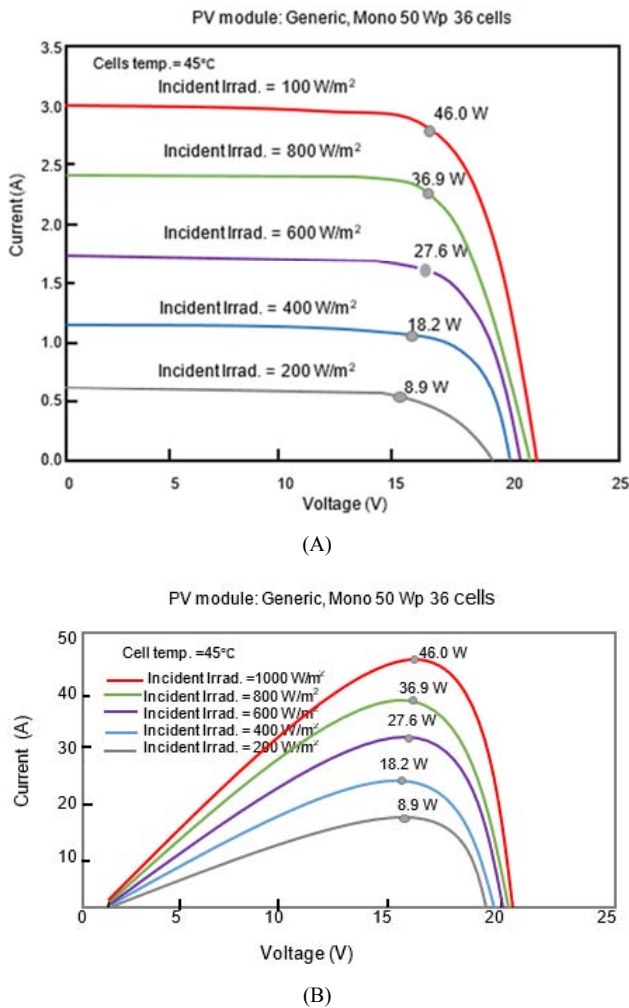 PV module: Generic, Mono 50 Wp 36 cells
3.5
Cells temp.= 45°C
Incident Irrad. = 100 W/m²
3.0
46.0 W
2.5
Incident Irrad. = 800 W/m²
36.9 W
Current (A)
2.0
Incident Irrad. = 600 W/m²
27.6 W
1.5
Incident Irrad. = 400 W/m²
18.2 W
1.0
Incident Irrad. = 200 W/m²
8.9 W
0.5
0.0
0 5 10 15 20 25
Voltage (V)
(A)
PV module: Generic, Mono 50 Wp 36 cells
50
Cell temp. =45°C
46.0 W
Incident Irrad. =1000 W/m²
Incident Irrad. = 800 W/m²
36.9 W
40
Incident Irrad. = 600 W/m²
27.6 W
Incident Irrad. = 400 W/m²
Incident Irrad. = 200 W/m²
30
Current (A)
18.2 W
20
8.9 W
10
0 5 10 15 20 25
Voltage (V)
(B)